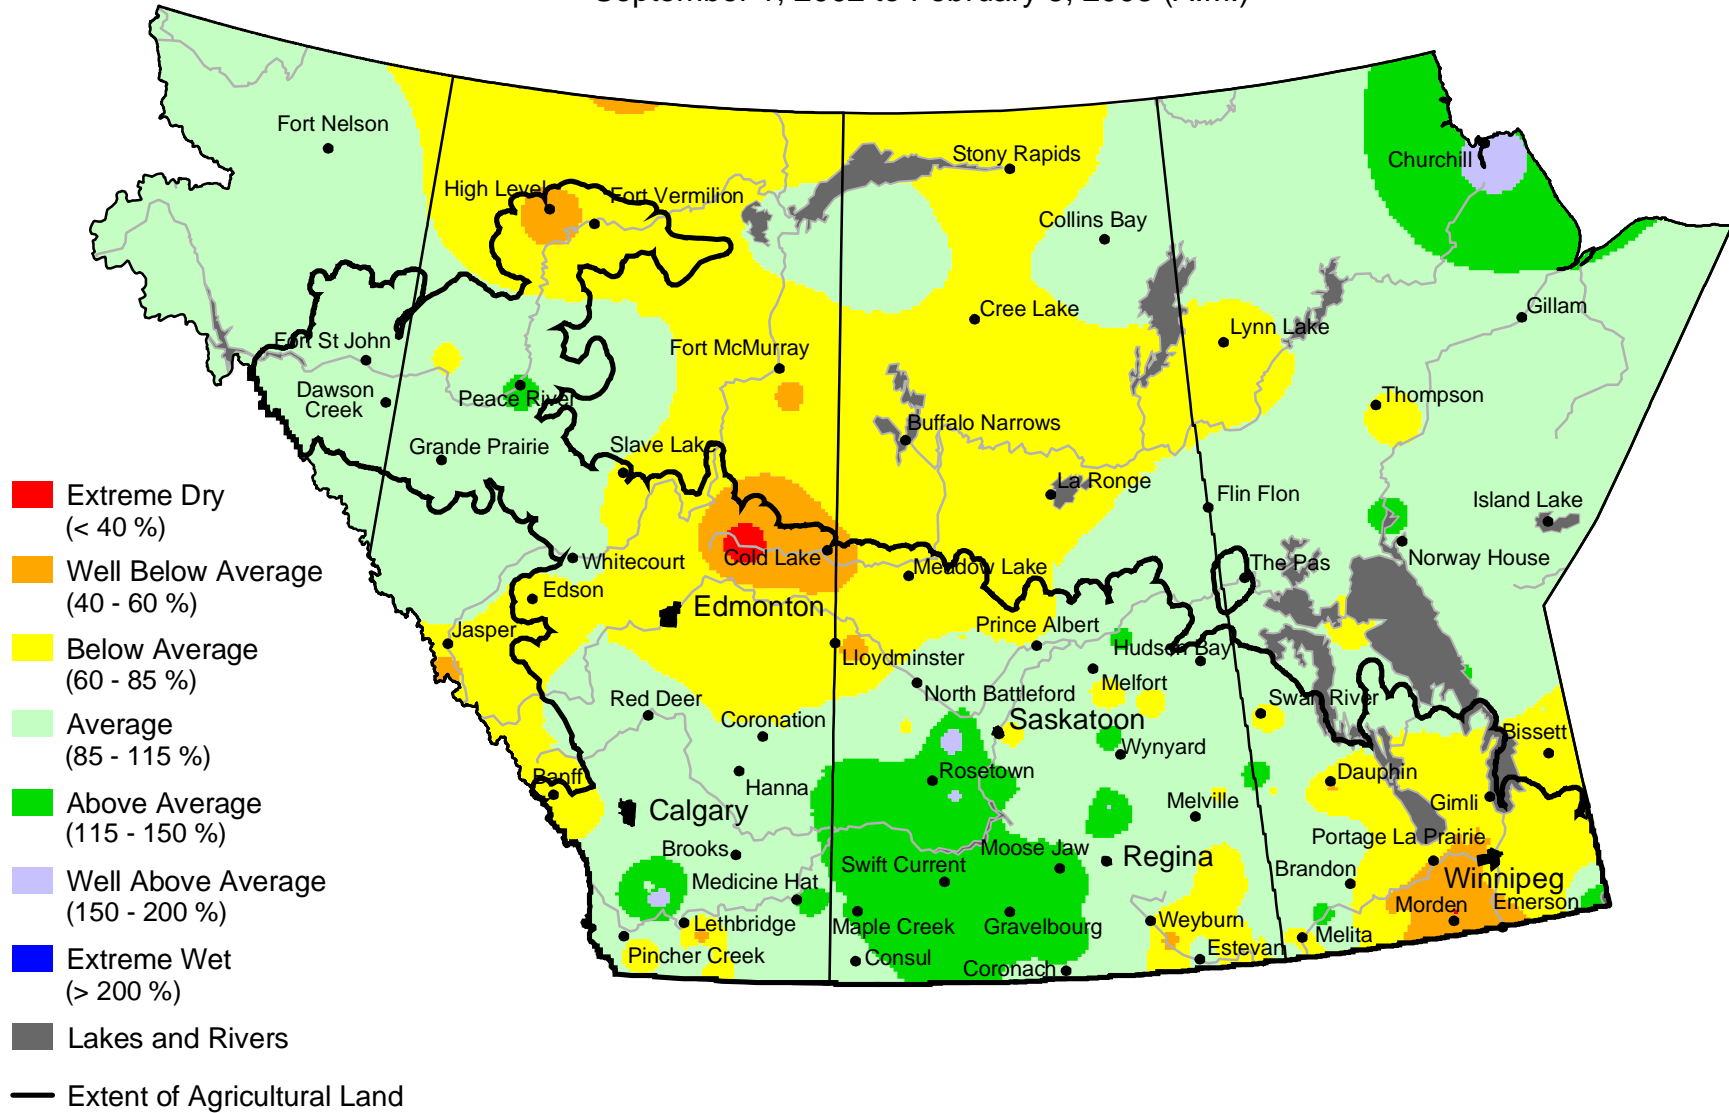 Fort Nelson
Stony Rapids
Churchill
High Level
Fort Vermilion
Collins Bay
Cree Lake
Gillam
Lynn Lake
Fort St John
Fort McMurray
Dawson
Creek
Peace River
Thompson
Buffalo Narrows
Grande Prairie
Slave Lake
La Ronge
Flin Flon
Island Lake
Whitecourt
Cold Lake
Meadow Lake
The Pas
Norway House
Edson
Edmonton
Jasper
Prince Albert
Hudson Bay
Lloydminster
North Battleford
Melfort
Red Deer
Swan River
Coronation
Saskatoon
Bissett
Wynyard
Banff
Hanna
Rosetown
Dauphin
Calgary
Melville
Gimli
Portage La Prairie
Brooks
Swift Current
Moose Jaw
Regina
Brandon
Winnipeg
Medicine Hat
Morden
Emerson
Lethbridge
Maple Creek
Gravelbourg
Weyburn
Melita
Pincher Creek
Consul
Coronach
Estevan
Extreme Dry
(< 40 %)
Well Below Average
(40 - 60 %)
Below Average
(60 - 85 %)
Average
(85 - 115 %)
Above Average
(115 - 150 %)
Well Above Average
(150 - 200 %)
Extreme Wet
(> 200 %)
Lakes and Rivers
Extent of Agricultural Land